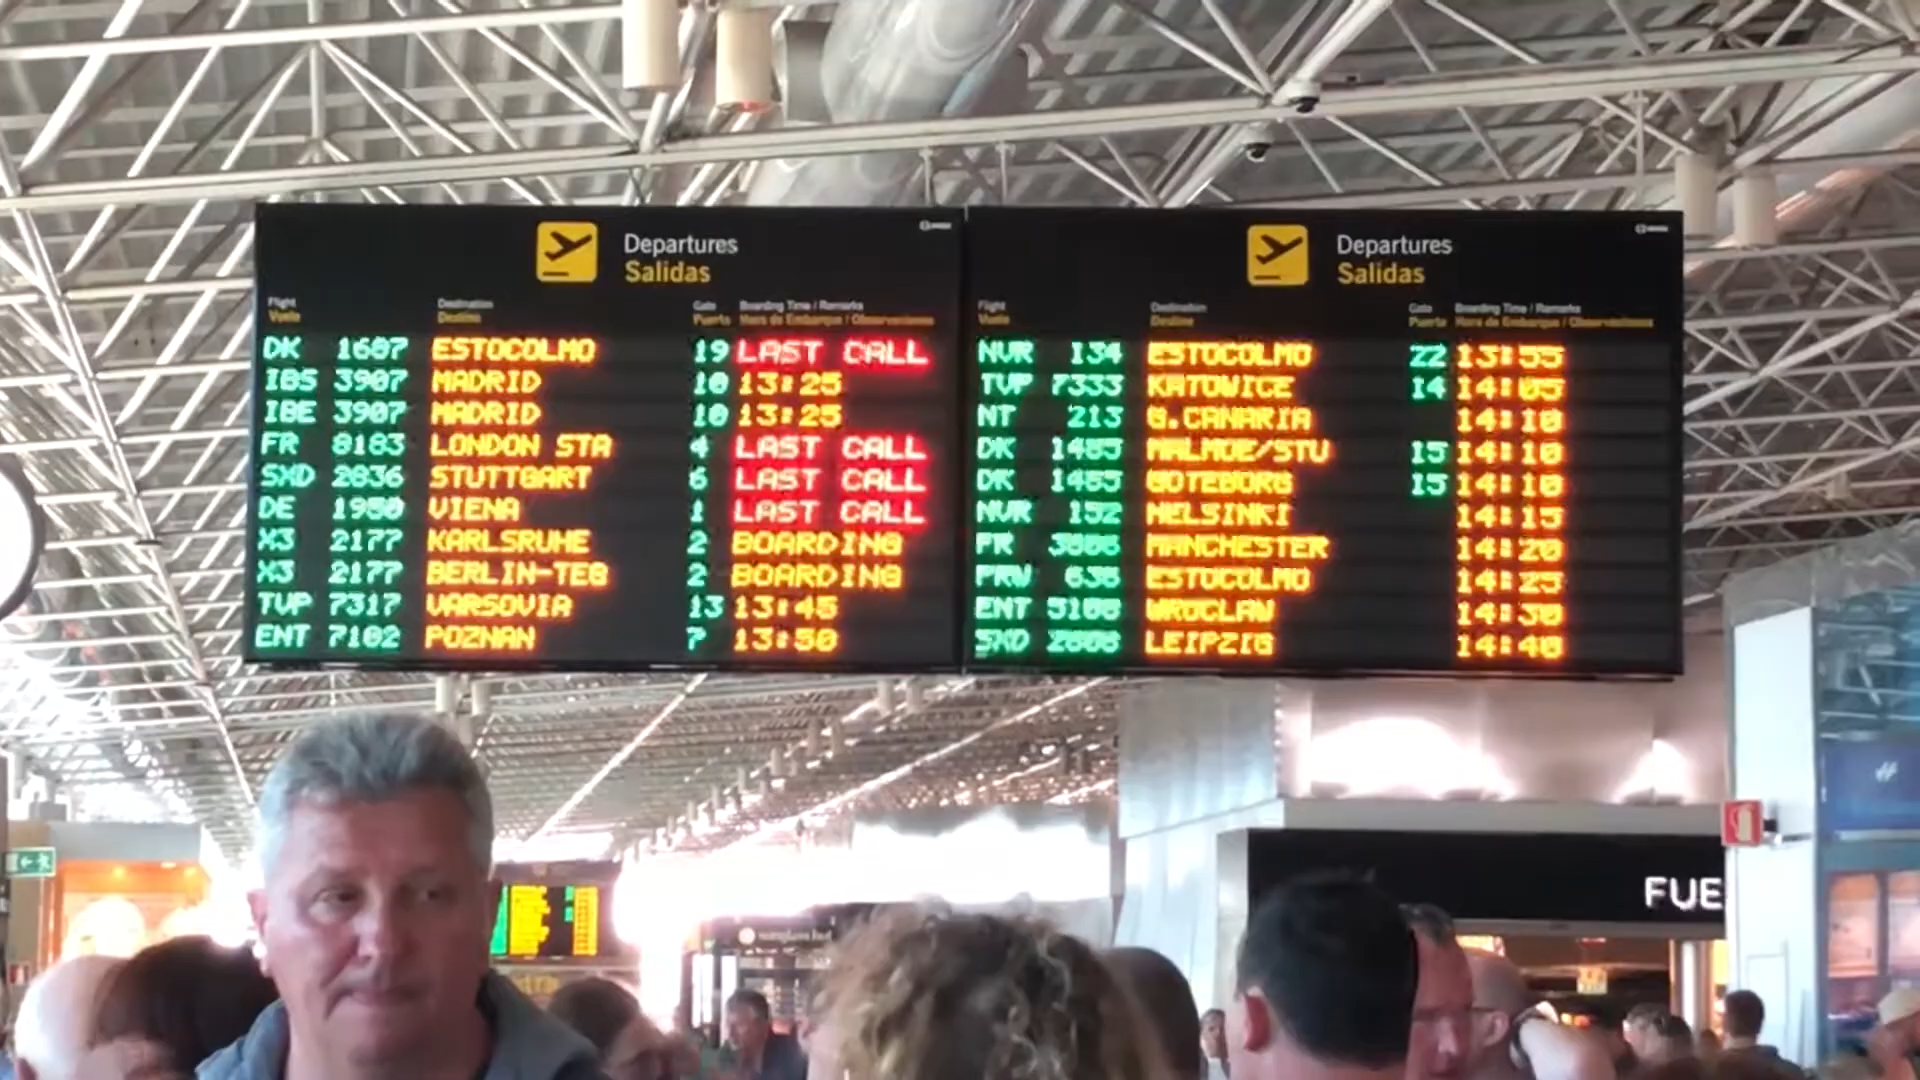 Departures
Salidas
Flight Destination Gate Boarding Time / Remarks
Vuelo Destino Puerta Hora de Embarque / Observaciones
DK 1687 ESTOCOLMO 19 LAST CALL
IBS 3907 MADRID 10 13:25
IBE 3907 MADRID 10 13:25
FR 8183 LONDON STA 4 LAST CALL
SXD 2836 STUTTGART 6 LAST CALL
DE 1950 VIENA 1 LAST CALL
X3 2177 KARLSRUHE 2 BOARDING
X3 2177 BERLIN-TEG 2 BOARDING
TVP 7317 VARSOVIA 13 13:45
ENT 7102 POZNAN 7 13:50
Departures
Salidas
Flight Destination Gate Boarding Time / Remarks
Vuelo Destino Puerta Hora de Embarque / Observaciones
NVR 134 ESTOCOLMO 22 13:55
TVP 7333 KATOWICE 14 14:05
NT 213 G.CANARIA 14:10
DK 1485 MALMOE/STU 15 14:10
DK 1485 GOTEBORG 15 14:10
NVR 152 HELSINKI 14:15
FR MANCHESTER 14:20
PRW 636 ESTOCOLMO 14:25
ENT WROCLAW 14:30
SXD LEIPZIG 14:40
FUE
sunglass hut